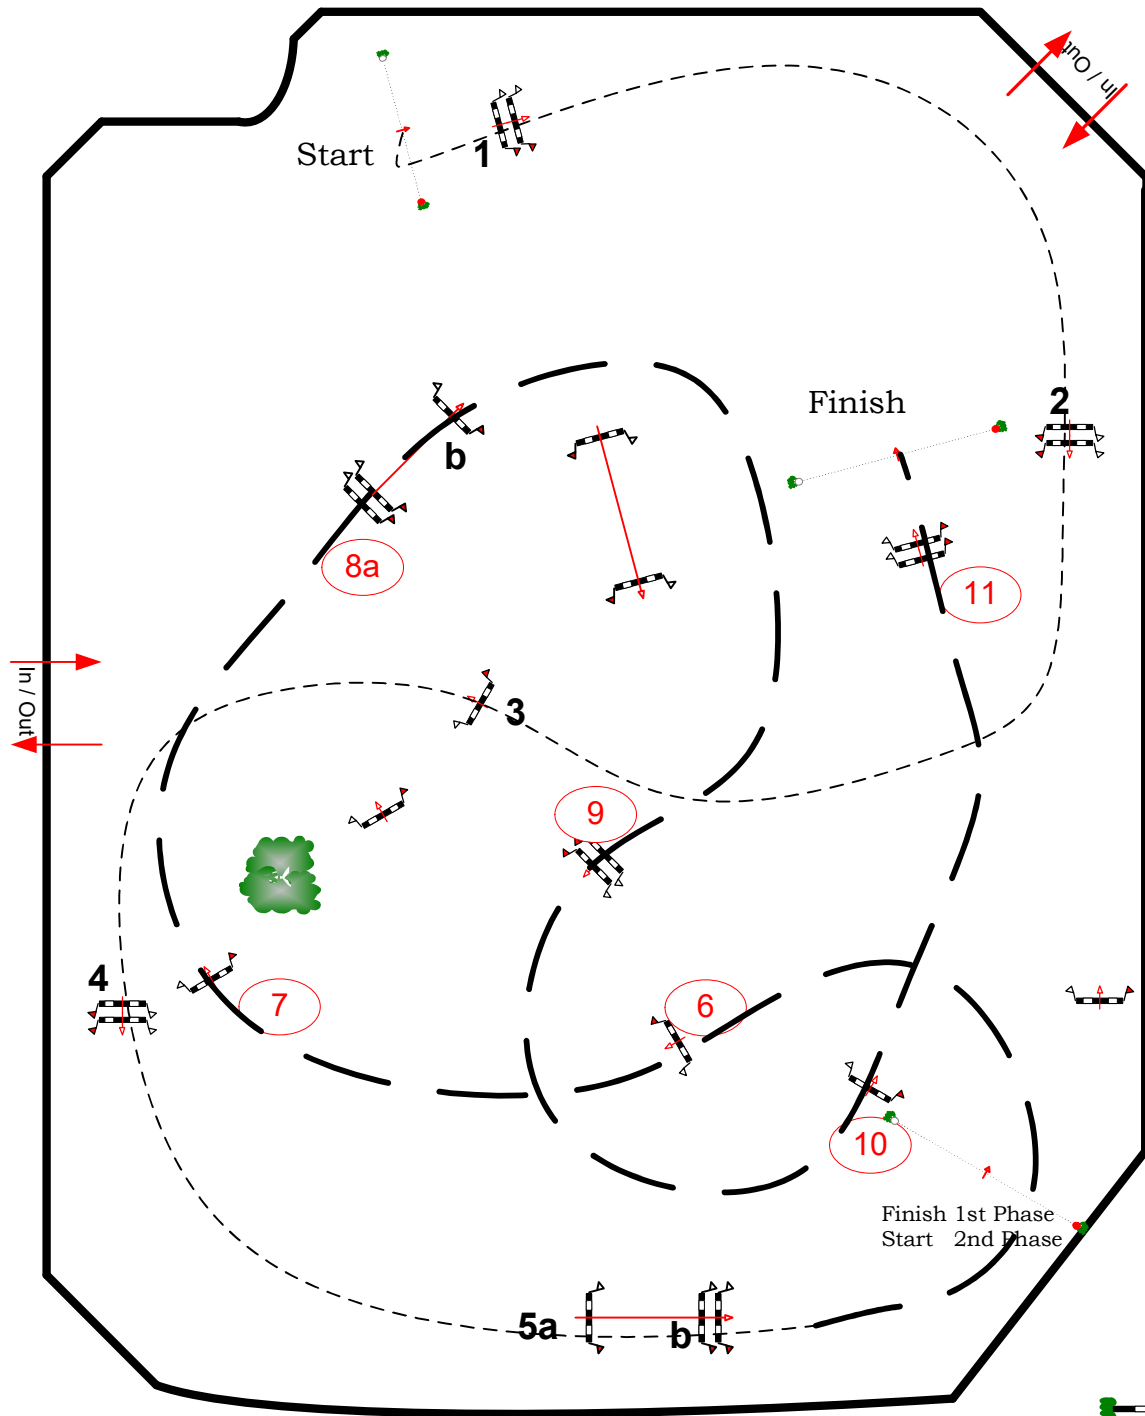 In / Out
Start
1
Finish
2
b
8a
11
In / Out
3
9
4
7
6
10
Finish 1st Phase
Start 2nd Phase
5a
b